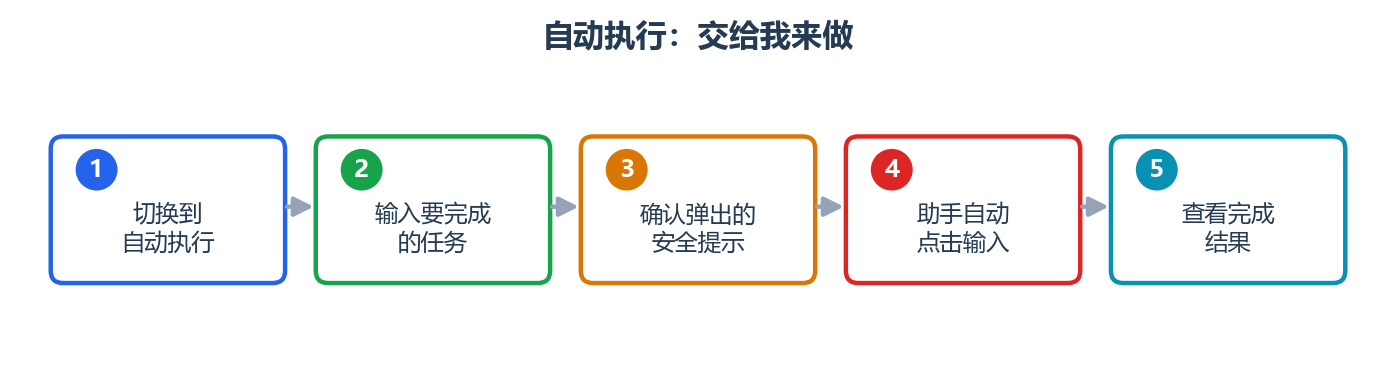 自动执行：交给我来做
1
切换到
自动执行
2
输入要完成
的任务
3
确认弹出的
安全提示
4
助手自动
点击输入
5
查看完成
结果